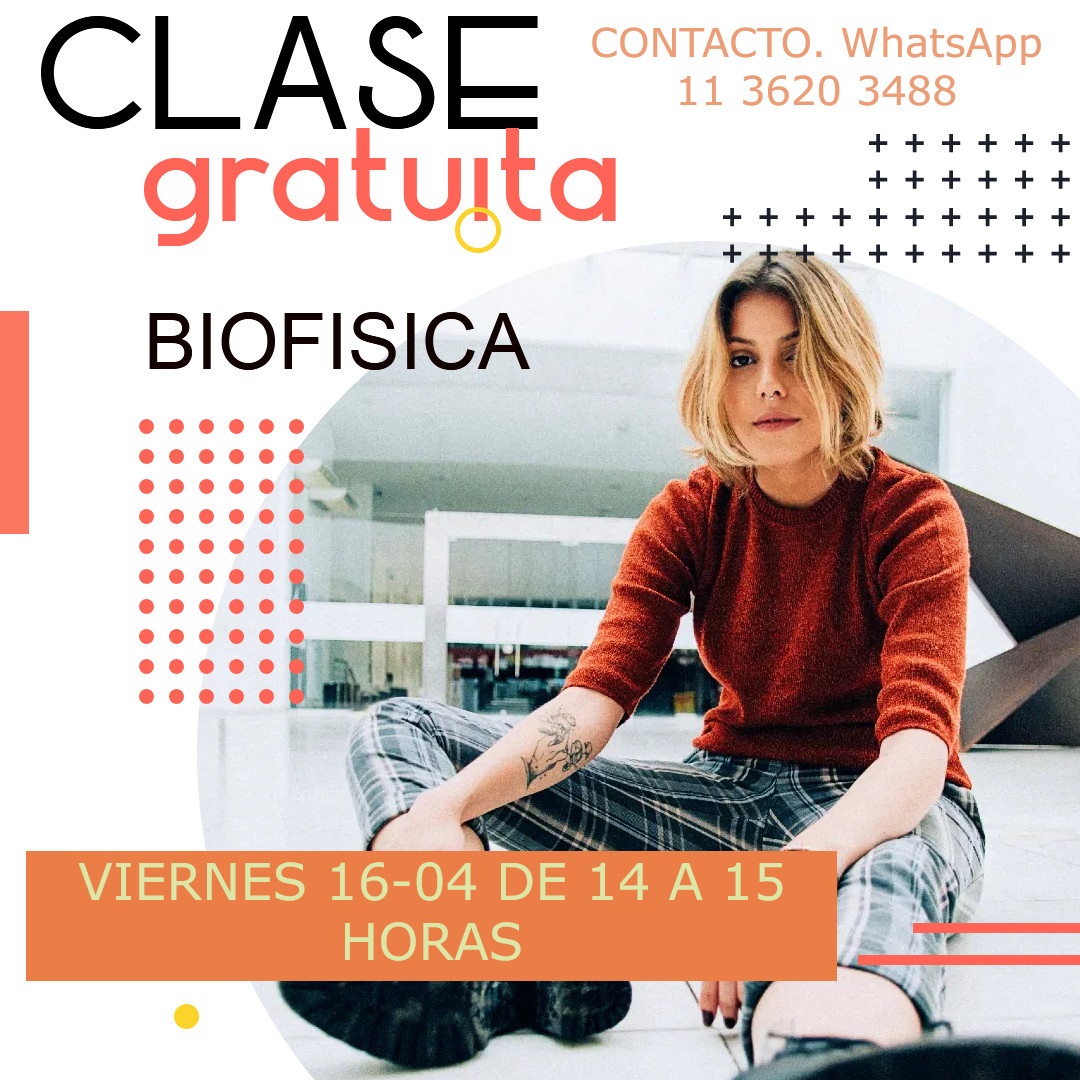 CLASE
gratuita
CONTACTO. WhatsApp
11 3620 3488
BIOFISICA
VIERNES 16-04 DE 14 A 15
HORAS